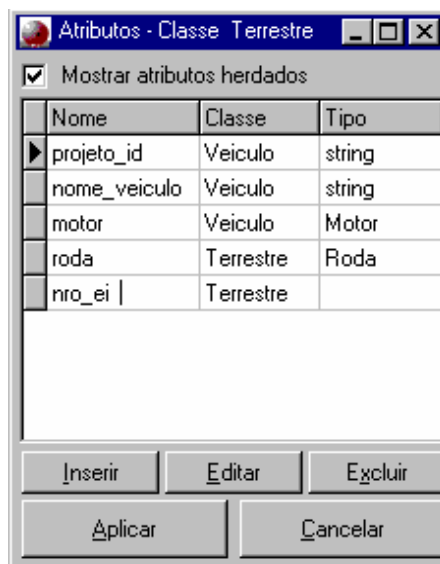 Atributos - Classe Terrestre
Mostrar atributos herdados
Nome Classe Tipo
projeto_id Veiculo string
nome_veiculo Veiculo string
motor Veiculo Motor
roda Terrestre Roda
nro_ei Terrestre
Inserir Editar Excluir
Aplicar Cancelar